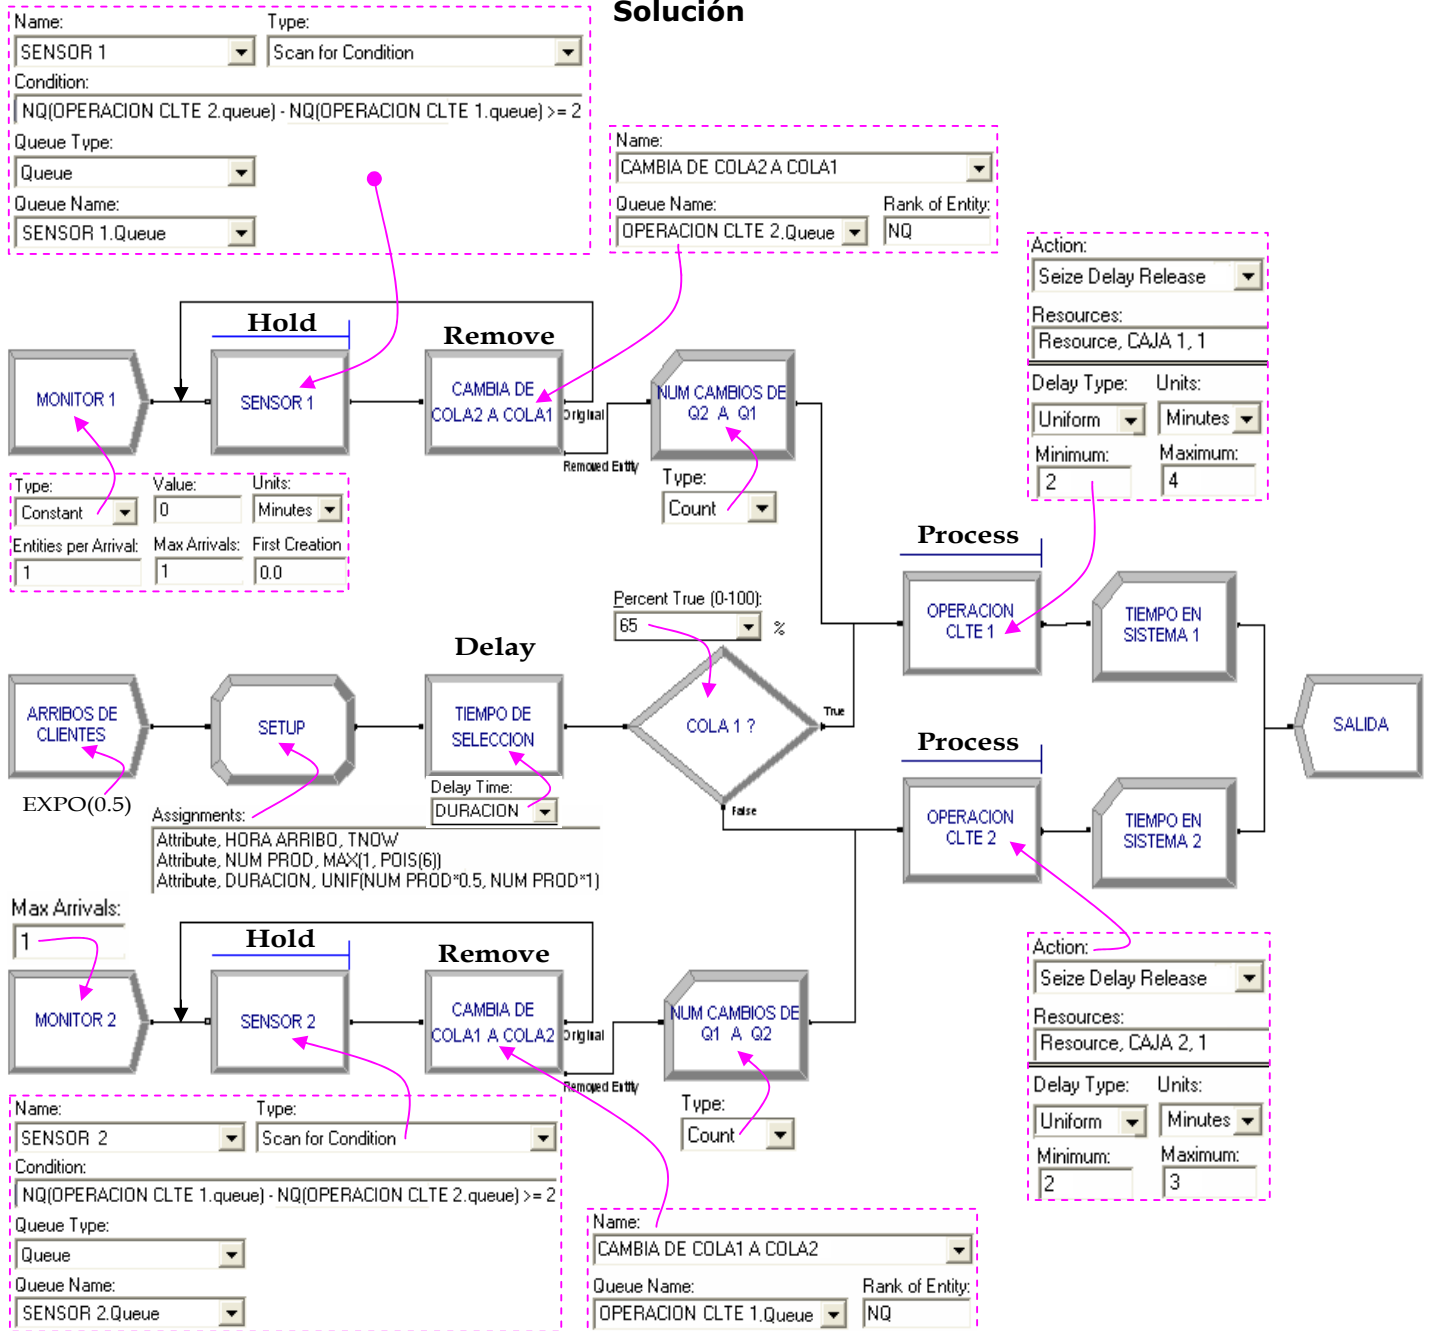 Solución
Name: Type:
SENSOR 1 Scan for Condition
Condition:
NQ(OPERACION CLTE 2.queue) - NQ(OPERACION CLTE 1.queue) >= 2
Queue Type:
Queue
Queue Name:
SENSOR 1.Queue
Name:
CAMBIA DE COLA2 A COLA1
Queue Name: Rank of Entity:
OPERACION CLTE 2.Queue NQ
Action:
Seize Delay Release
Resources:
Resource, CAJA 1, 1
Delay Type: Units:
Uniform Minutes
Minimum: Maximum:
2 4
Hold
Remove
MONITOR 1
SENSOR 1
CAMBIA DE
COLA2 A COLA1
Original
Removed Entity
NUM CAMBIOS DE
Q2 A Q1
Type:
Count
Type: Value: Units:
Constant 0 Minutes
Entities per Arrival: Max Arrivals: First Creation
1 1 0.0
Process
OPERACION
CLTE 1
TIEMPO EN
SISTEMA 1
Percent True (0-100):
65 %
Delay
ARRIBOS DE
CLIENTES
SETUP
TIEMPO DE
SELECCION
COLA 1 ?
True
False
SALIDA
EXPO(0.5)
Delay Time:
DURACION
Assignments:
Attribute, HORA ARRIBO, TNOW
Attribute, NUM PROD, MAX(1, POIS(6))
Attribute, DURACION, UNIF(NUM PROD*0.5, NUM PROD*1)
Process
OPERACION
CLTE 2
TIEMPO EN
SISTEMA 2
Max Arrivals:
1
Hold
Remove
MONITOR 2
SENSOR 2
CAMBIA DE
COLA1 A COLA2
Original
Removed Entity
NUM CAMBIOS DE
Q1 A Q2
Type:
Count
Action:
Seize Delay Release
Resources:
Resource, CAJA 2, 1
Delay Type: Units:
Uniform Minutes
Minimum: Maximum:
2 3
Name: Type:
SENSOR 2 Scan for Condition
Condition:
NQ(OPERACION CLTE 1.queue) - NQ(OPERACION CLTE 2.queue) >= 2
Queue Type:
Queue
Queue Name:
SENSOR 2.Queue
Name:
CAMBIA DE COLA1 A COLA2
Queue Name: Rank of Entity:
OPERACION CLTE 1.Queue NQ